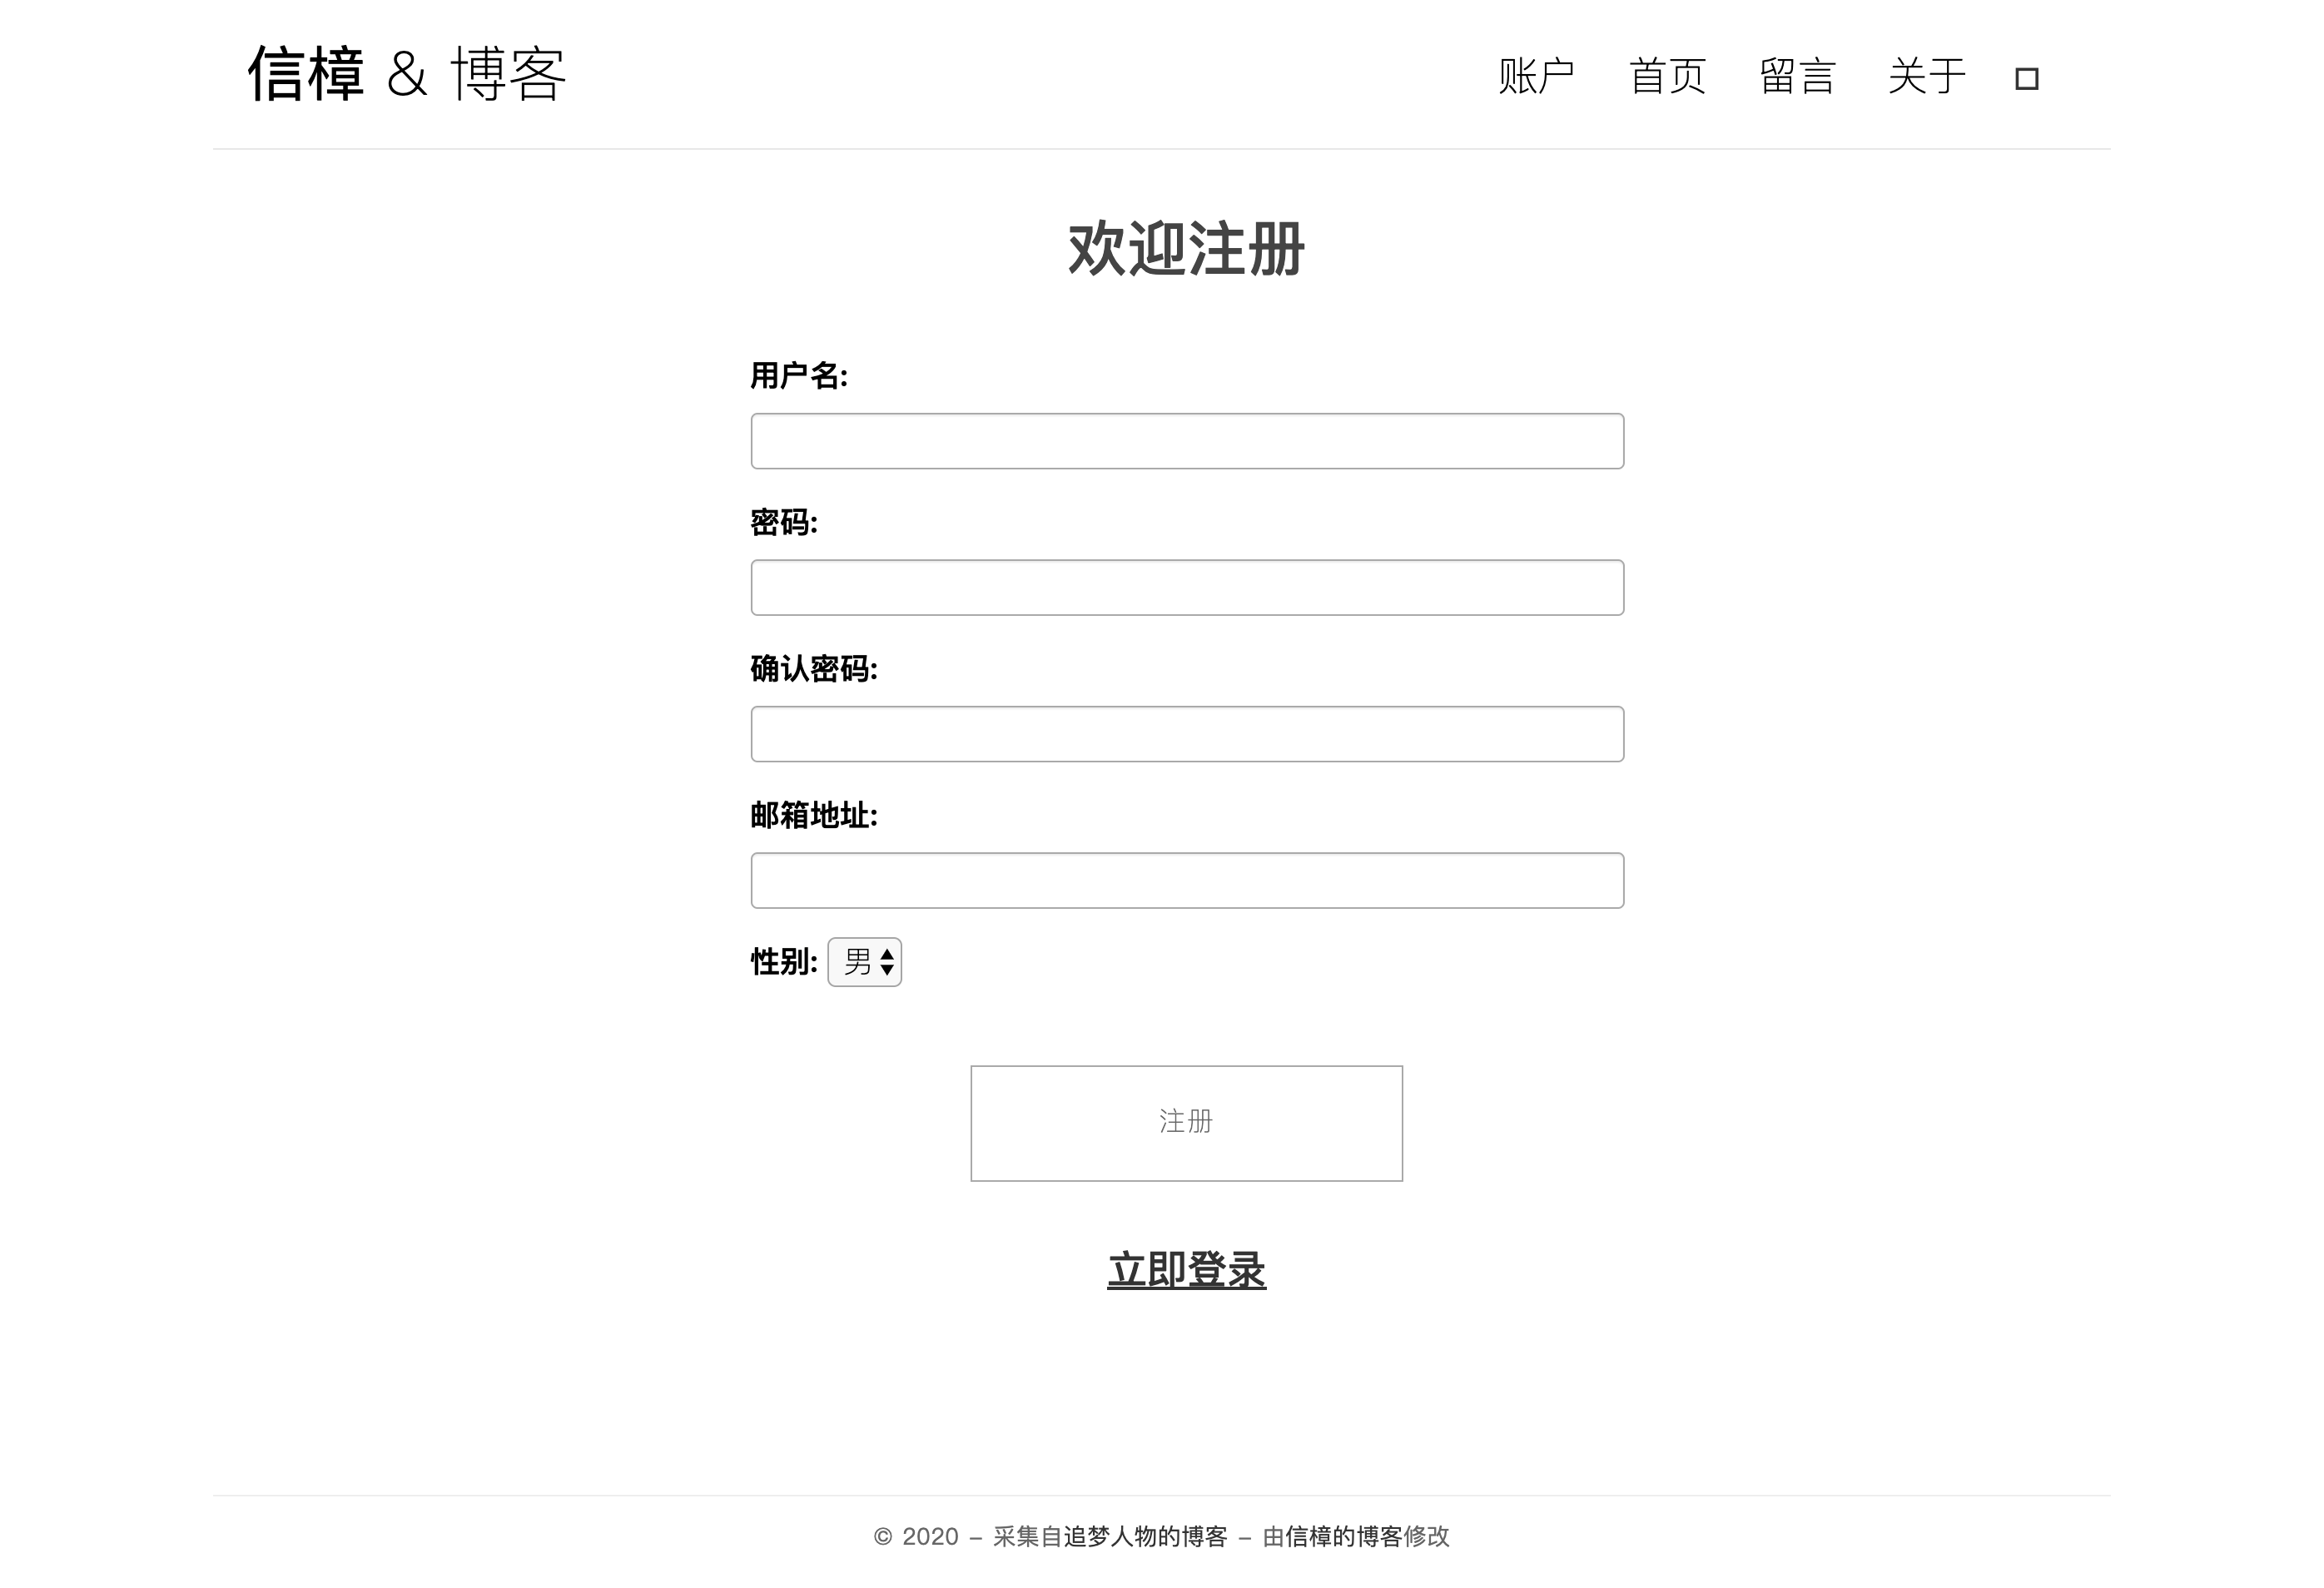 信樟 & 博客
账户 首页 留言 关于
欢迎注册
用户名:
密码:
确认密码:
邮箱地址:
性别: 男
注册
立即登录
© 2020 – 采集自追梦人物的博客 – 由信樟的博客修改